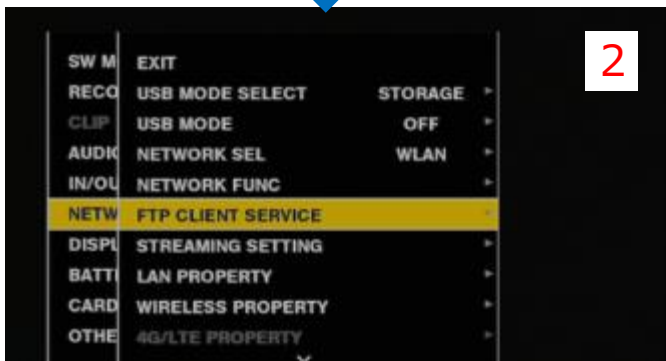 2
SW M EXIT
RECO USB MODE SELECT STORAGE
CLIP USB MODE OFF
AUDIO NETWORK SEL WLAN
IN/OU NETWORK FUNC
NETW FTP CLIENT SERVICE
DISPL STREAMING SETTING
BATT LAN PROPERTY
CARD WIRELESS PROPERTY
OTHE 4G/LTE PROPERTY